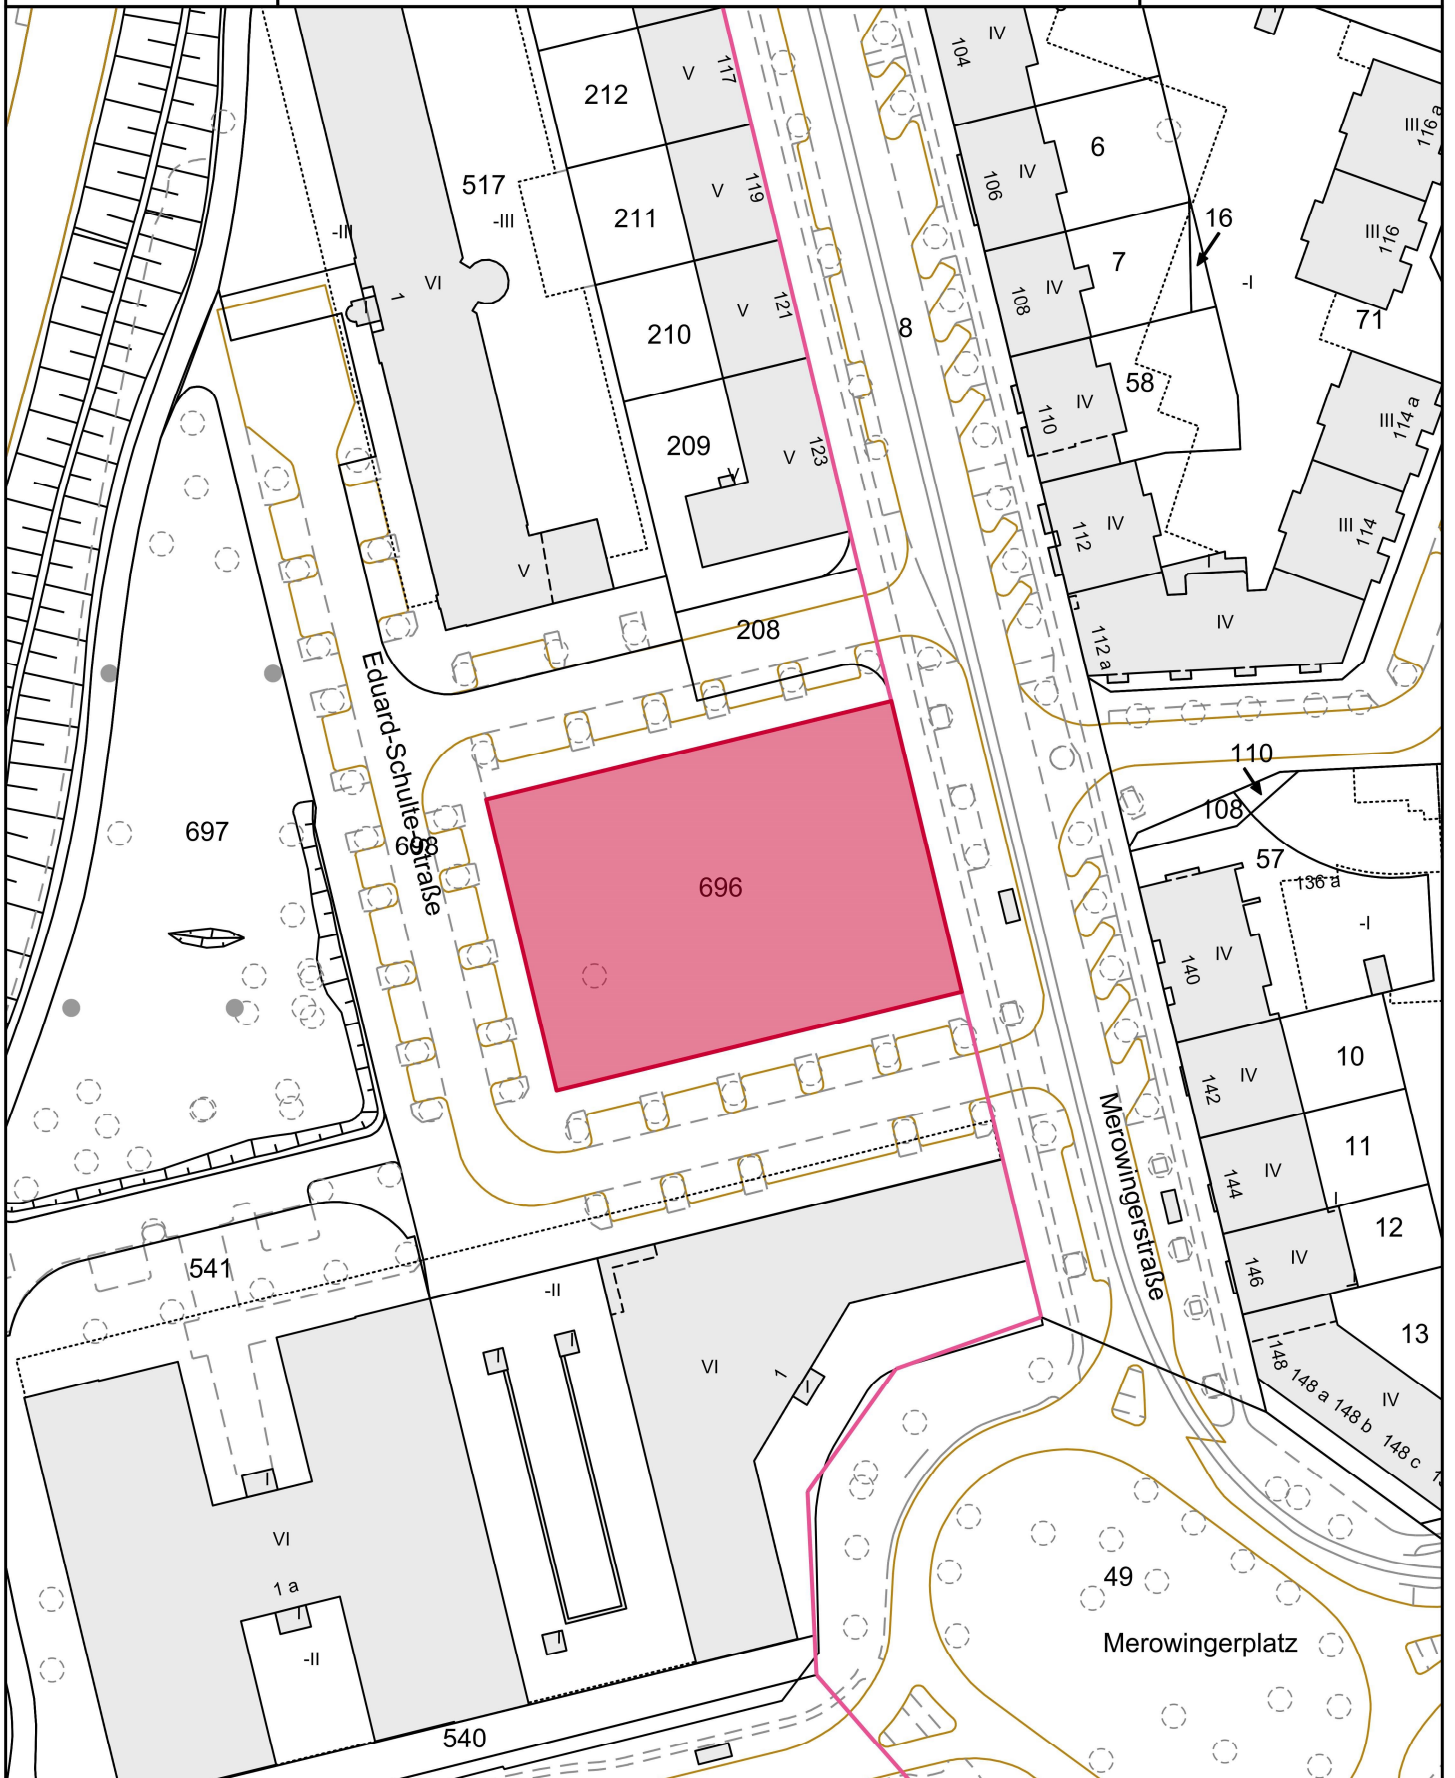 104
IV
117
V
212
116 a
III
6
106
IV
119
V
517
211
-III
-III
16
III
116
7
VI
1
121
V
210
8
108
IV
-I
71
58
110
IV
209
V
V
123
III
114 a
112
IV
III
114
V
208
IV
112 a
Eduard-Schulte-Straße
697
698
696
110
108
57
136 a
-I
140
IV
10
142
IV
Merowingerstraße
11
144
IV
12
146
IV
541
-II
13
148
148 a
148 b
148 c
IV
VI
1
VI
1 a
-II
49
Merowingerplatz
540